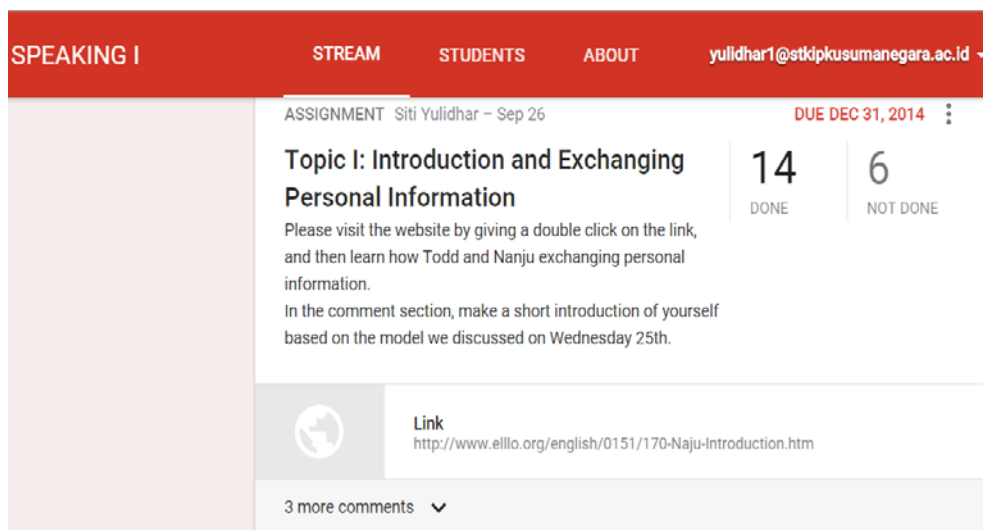 SPEAKING I STREAM STUDENTS ABOUT yulidhar1@stkipkusumanegara.ac.id
ASSIGNMENT Siti Yulidhar – Sep 26 DUE DEC 31, 2014
Topic I: Introduction and Exchanging
Personal Information
14
DONE
6
NOT DONE
Please visit the website by giving a double click on the link,
and then learn how Todd and Nanju exchanging personal
information.
In the comment section, make a short introduction of yourself
based on the model we discussed on Wednesday 25th.
Link
http://www.elllo.org/english/0151/170-Naju-Introduction.htm
3 more comments